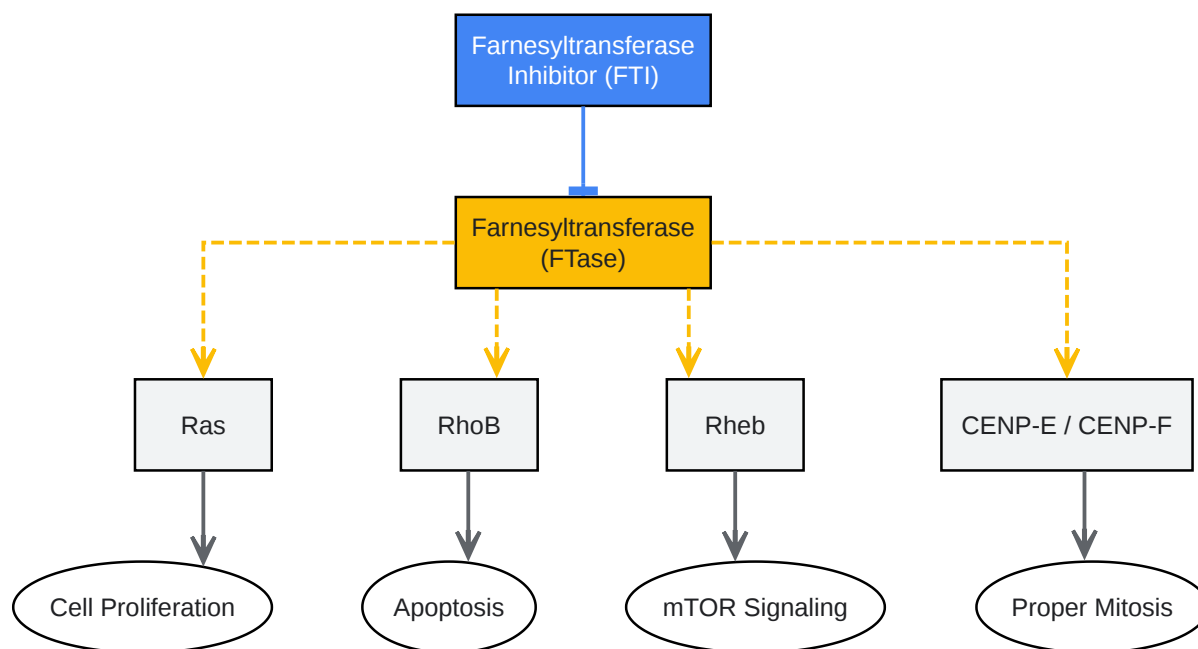 Farnesyltransferase
Inhibitor (FTI)
Farnesyltransferase
(FTase)
Ras
RhoB
Rheb
CENP-E / CENP-F
Cell Proliferation
Apoptosis
mTOR Signaling
Proper Mitosis